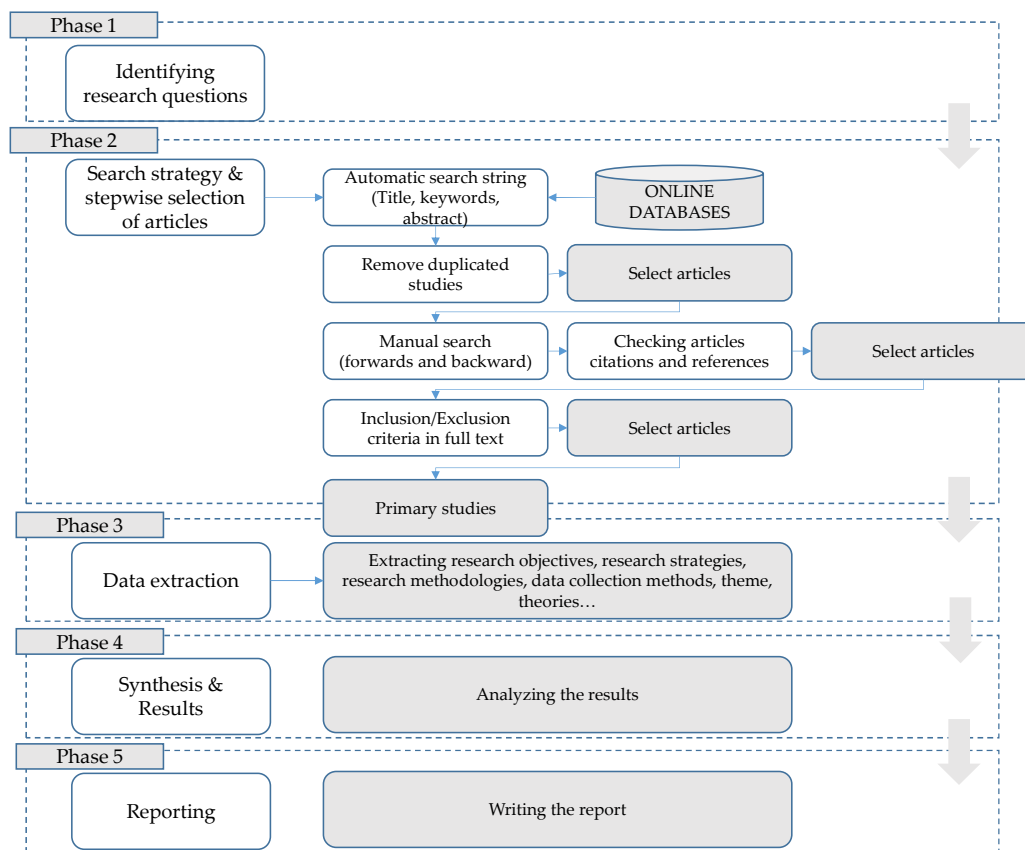 Phase 1
Identifying
research questions
Phase 2
Search strategy &
stepwise selection
of articles
Automatic search string
(Title, keywords,
abstract)
ONLINE
DATABASES
Remove duplicated
studies
Select articles
Manual search
(forwards and backward)
Checking articles
citations and references
Select articles
Inclusion/Exclusion
criteria in full text
Select articles
Primary studies
Phase 3
Data extraction
Extracting research objectives, research strategies,
research methodologies, data collection methods, theme,
theories…
Phase 4
Synthesis &
Results
Analyzing the results
Phase 5
Reporting
Writing the report